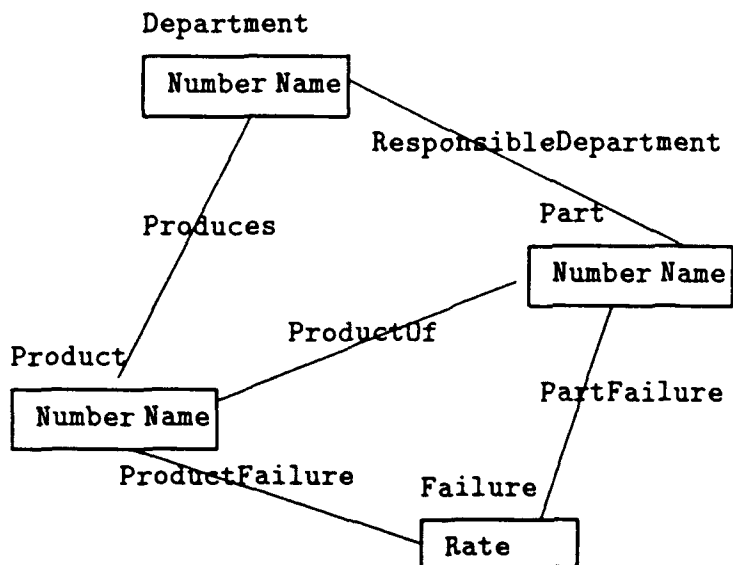 Department
Number Name
ResponsibleDepartment
Part
Produces
Number Name
ProductOf
Product
PartFailure
Number Name
ProductFailure
Failure
Rate